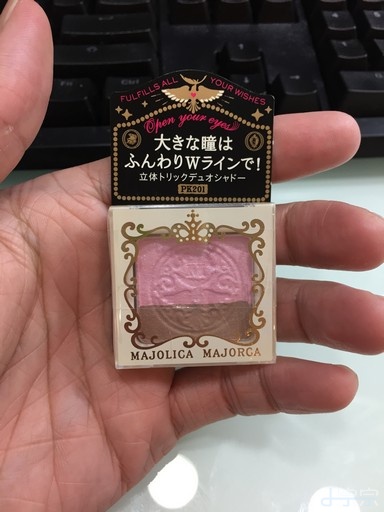 FULFILLS ALL YOUR WISHES
Open your eyes
大きな瞳は
ふんわりWラインで!
立体トリックデュオシャドー
PK201
MAJOLICA MAJORCA